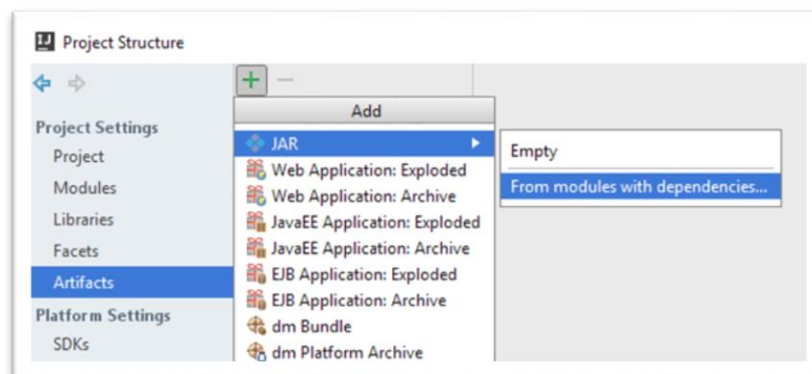 Project Structure
Project Settings
Project
Modules
Libraries
Facets
Artifacts
Platform Settings
SDKs
Add
JAR
Web Application: Exploded
Web Application: Archive
JavaEE Application: Exploded
JavaEE Application: Archive
EJB Application: Exploded
EJB Application: Archive
dm Bundle
dm Platform Archive
Empty
From modules with dependencies...